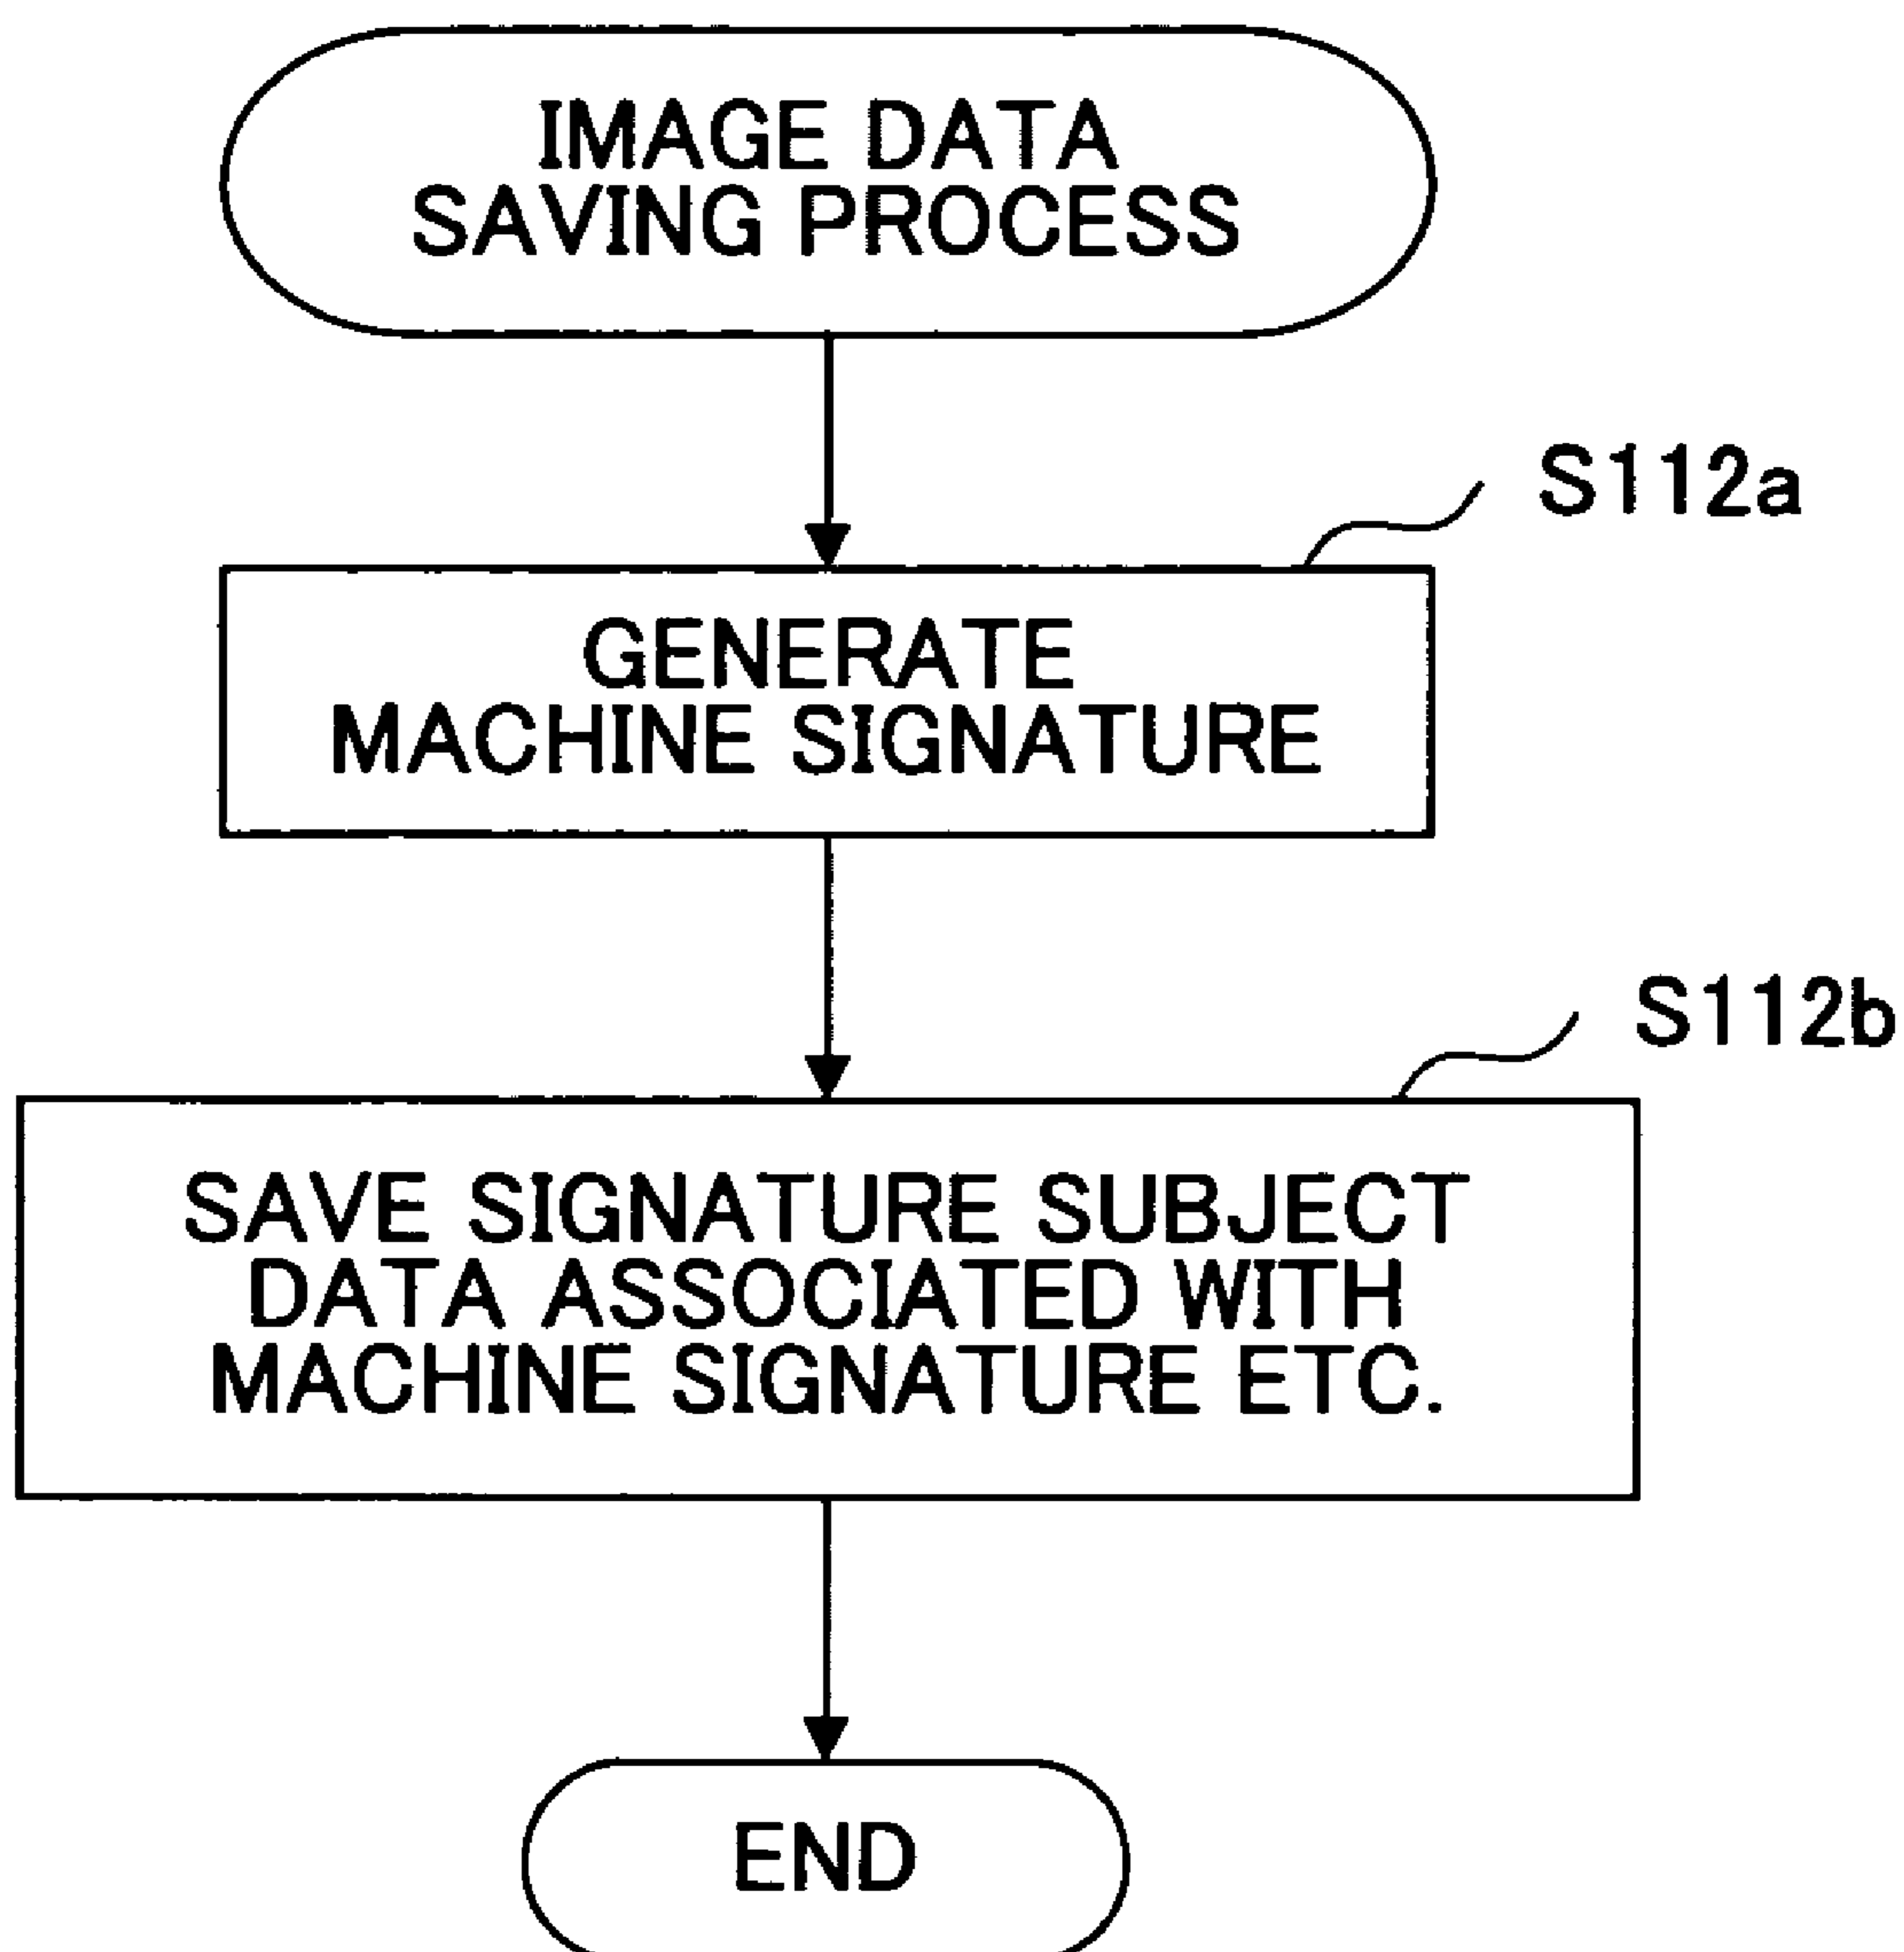 IMAGE DATA
SAVING PROCESS
S112a
GENERATE
MACHINE SIGNATURE
S112b
SAVE SIGNATURE SUBJECT
DATA ASSOCIATED WITH
MACHINE SIGNATURE ETC.
END